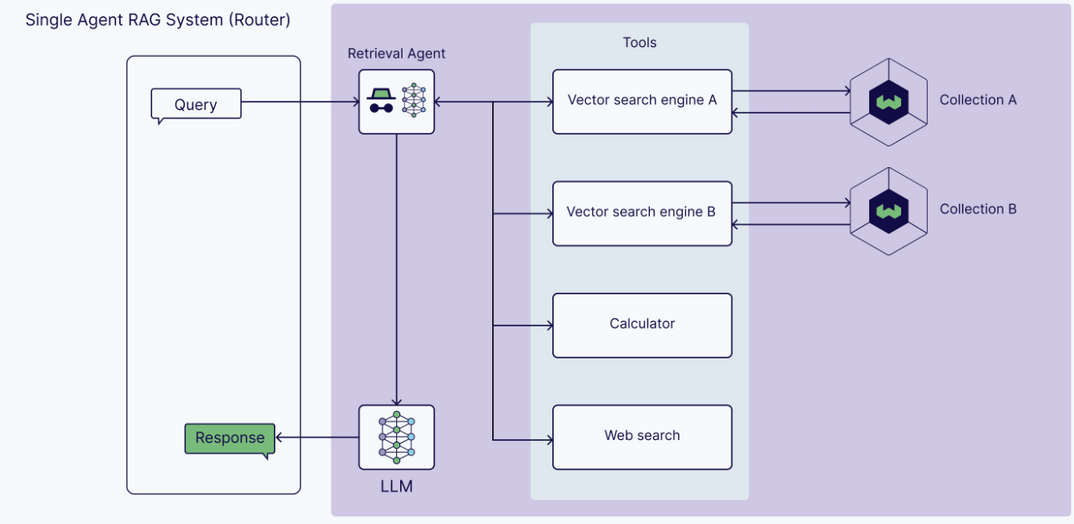 Single Agent RAG System (Router)
Retrieval Agent
Tools
Query
Vector search engine A
Collection A
Vector search engine B
Collection B
Calculator
Response
Web search
LLM